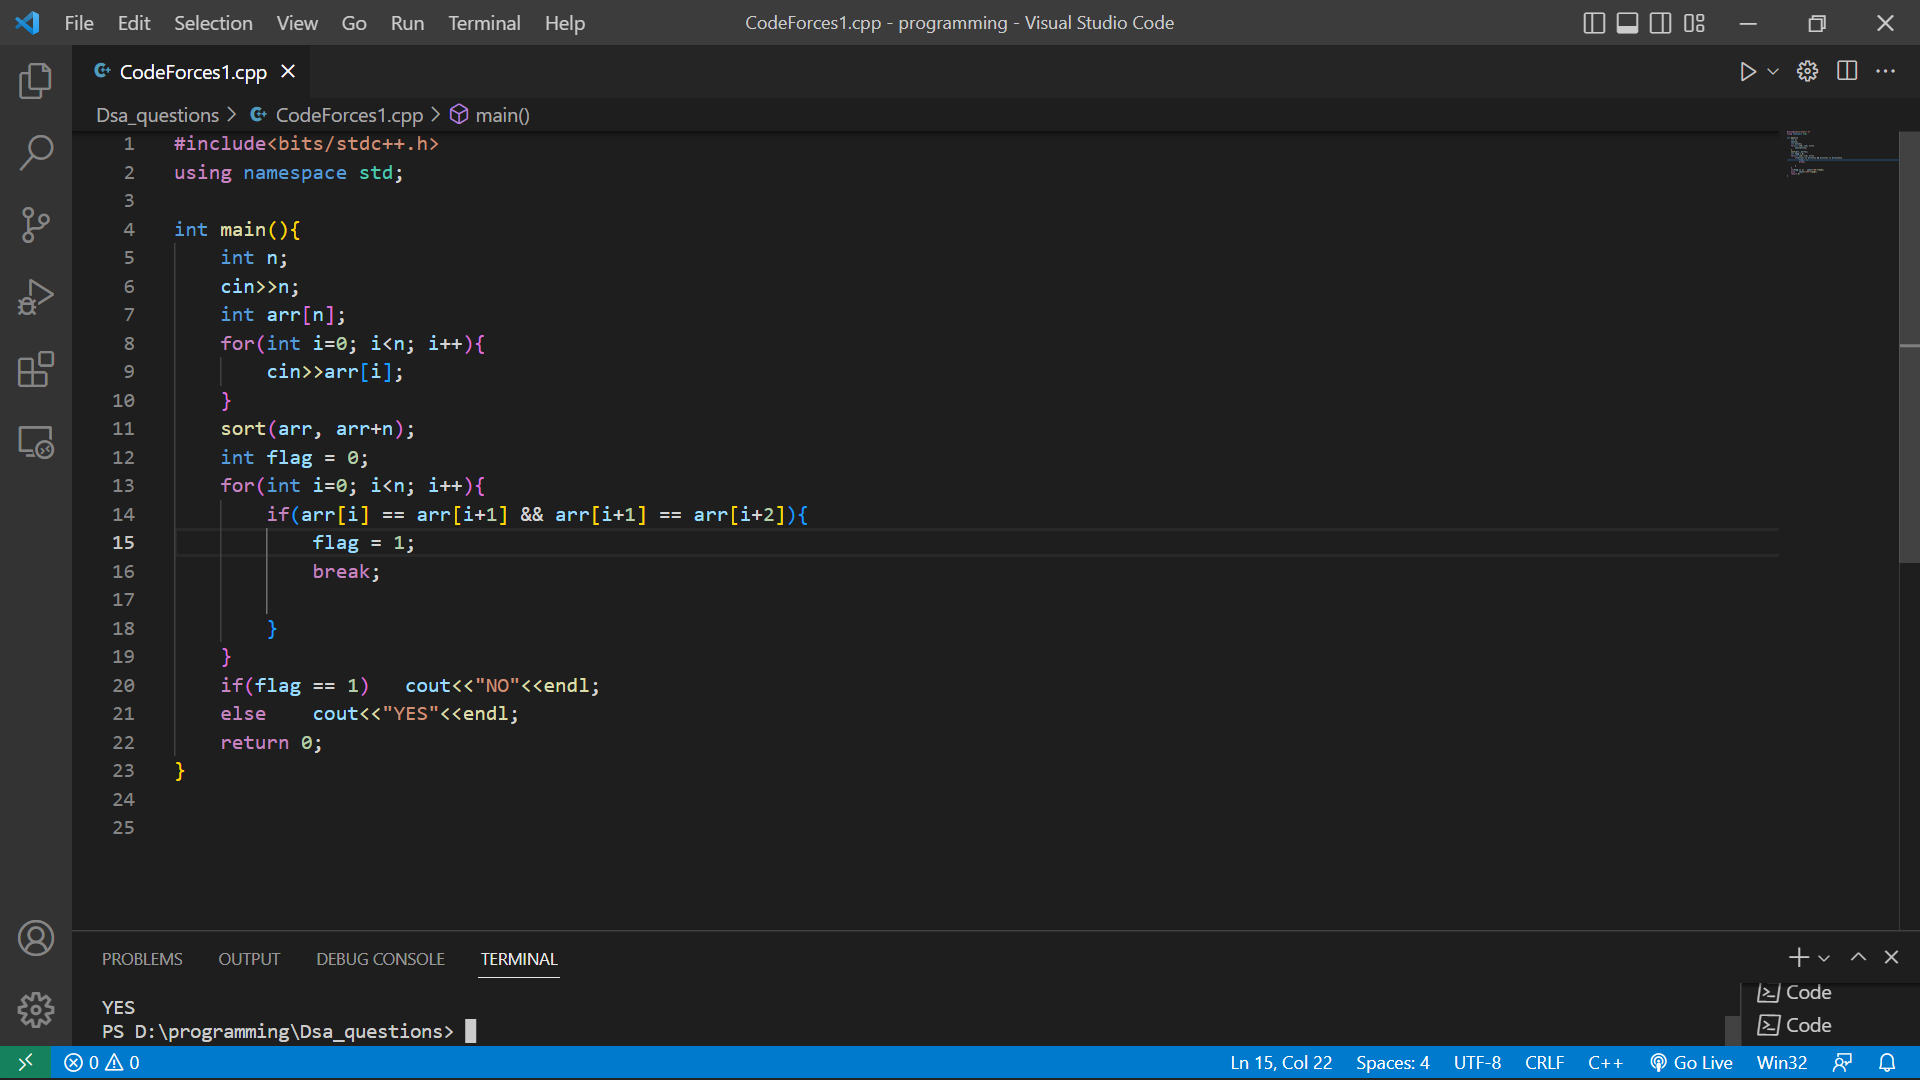 File Edit Selection View Go Run Terminal Help CodeForces1.cpp - programming - Visual Studio Code
CodeForces1.cpp
Dsa_questions > CodeForces1.cpp > main()
1 #include<bits/stdc++.h>
2 using namespace std;
3
4 int main(){
5     int n;
6     cin>>n;
7     int arr[n];
8     for(int i=0; i<n; i++){
9         cin>>arr[i];
10     }
11     sort(arr, arr+n);
12     int flag = 0;
13     for(int i=0; i<n; i++){
14         if(arr[i] == arr[i+1] && arr[i+1] == arr[i+2]){
15             flag = 1;
16             break;
17
18         }
19     }
20     if(flag == 1)   cout<<"NO"<<endl;
21     else    cout<<"YES"<<endl;
22     return 0;
23 }
24
25
PROBLEMS OUTPUT DEBUG CONSOLE TERMINAL
YES
PS D:\programming\Dsa_questions>
Code
Code
0 0 Ln 15, Col 22 Spaces: 4 UTF-8 CRLF C++ Go Live Win32